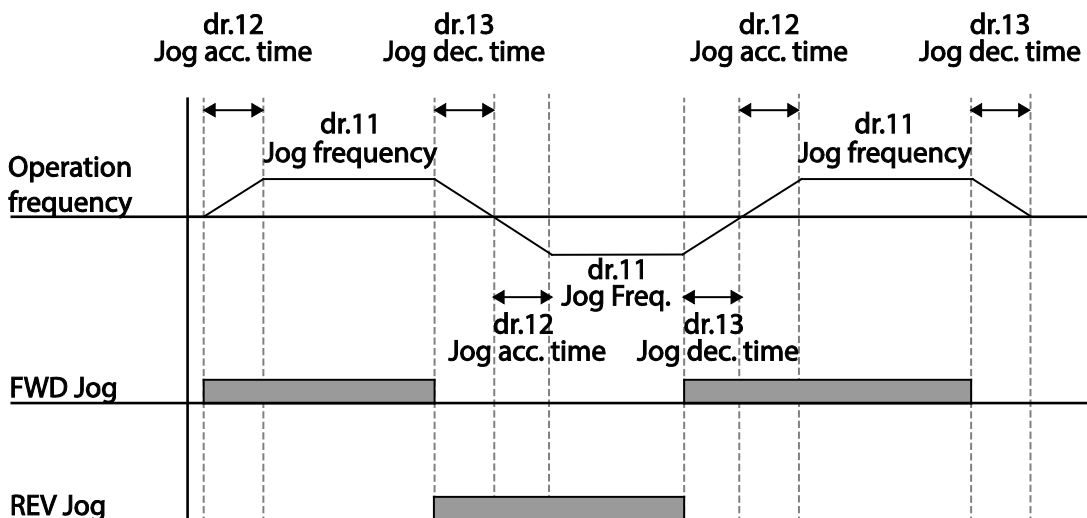 dr.12
Jog acc. time
dr.13
Jog dec. time
dr.12
Jog acc. time
dr.13
Jog dec. time
dr.11
Jog frequency
dr.11
Jog frequency
Operation
frequency
dr.11
Jog Freq.
dr.12
Jog acc. time
dr.13
Jog dec. time
FWD Jog
REV Jog